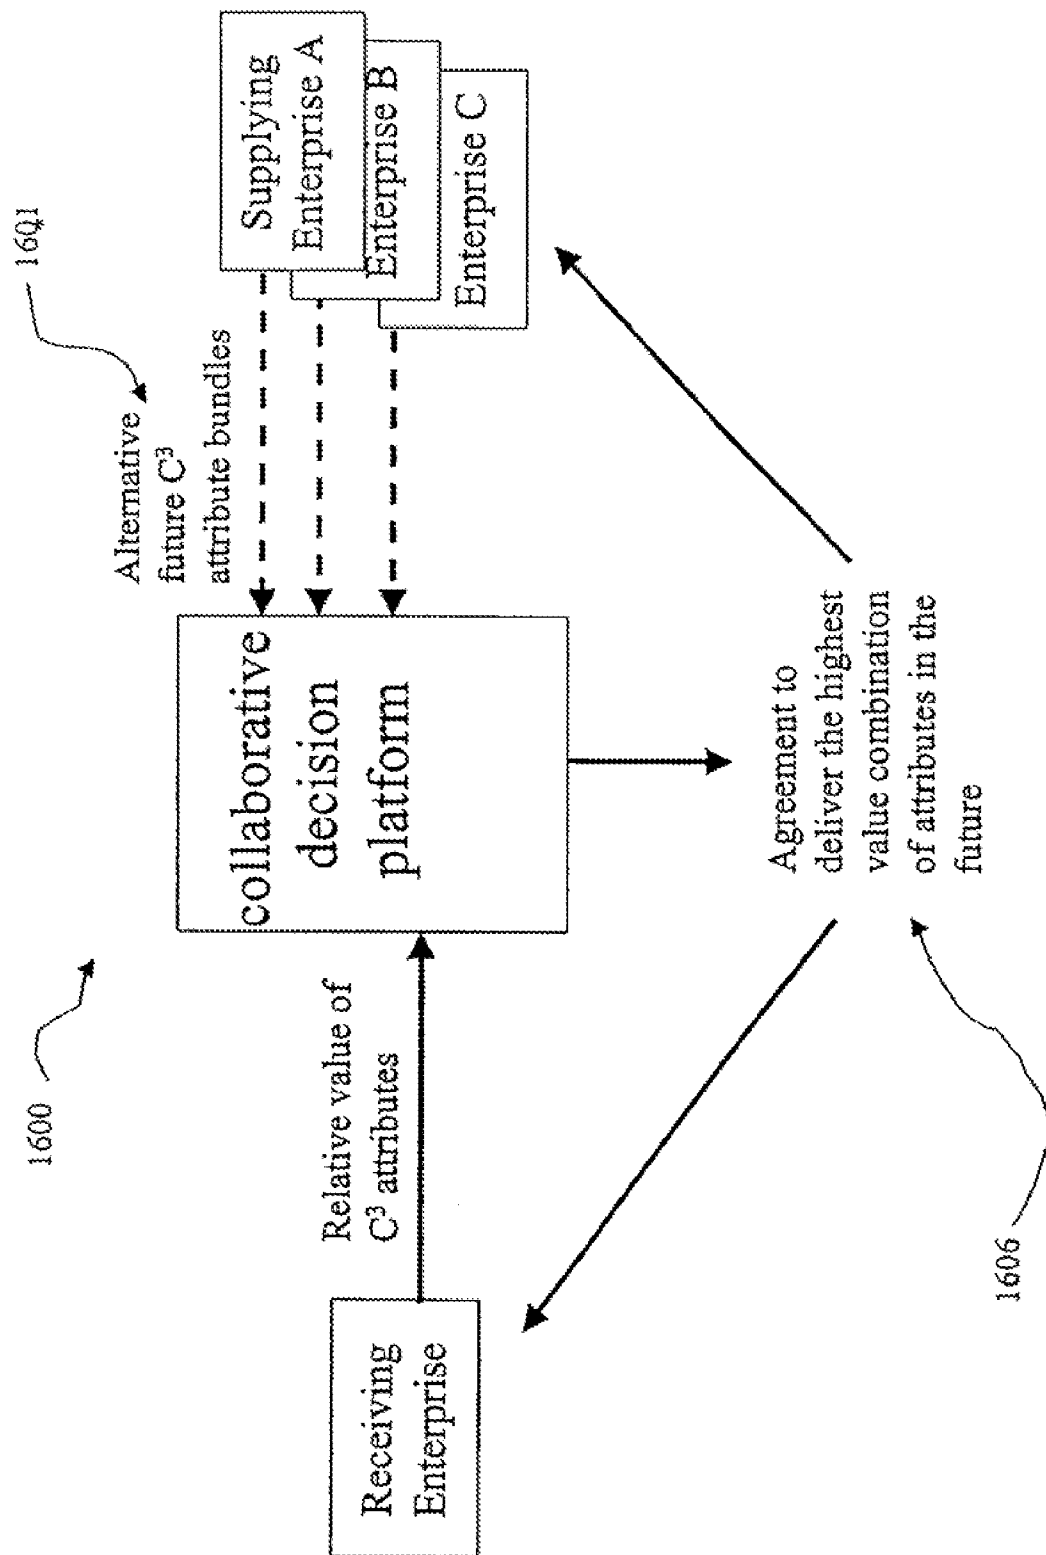 1600
1601
Alternative
future C³
attribute bundles
Supplying
Enterprise A
Enterprise B
Enterprise C
collaborative
decision
platform
Relative value of
C³ attributes
Receiving
Enterprise
Agreement to
deliver the highest
value combination
of attributes in the
future
1606